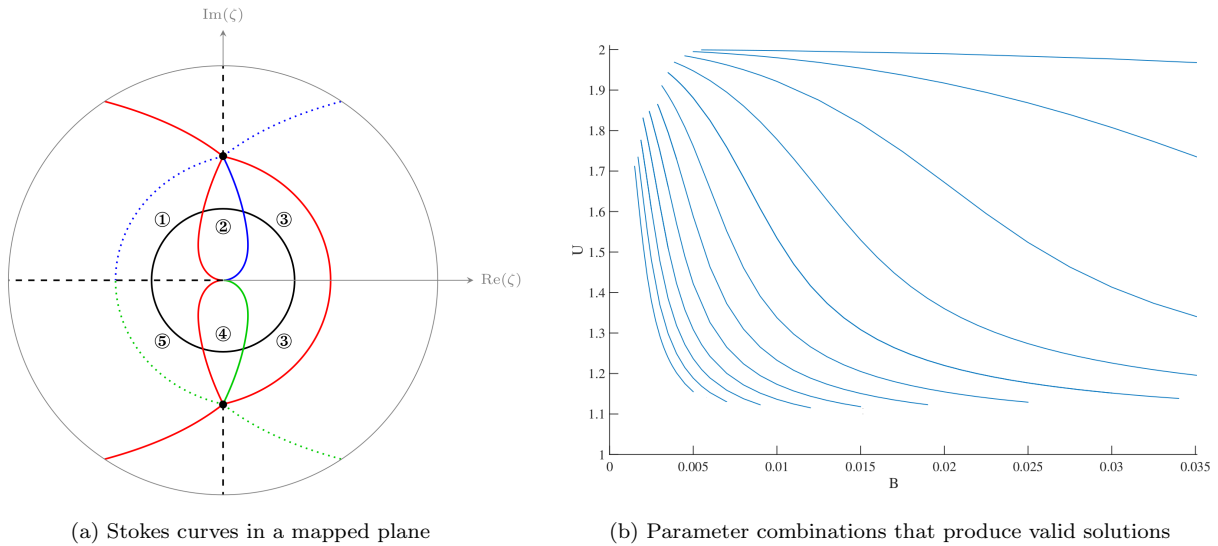 Im(ζ)
Re(ζ)
① ② ③
⑤ ④ ③
(a) Stokes curves in a mapped plane
U
2
1.9
1.8
1.7
1.6
1.5
1.4
1.3
1.2
1.1
1
0 0.005 0.01 0.015 0.02 0.025 0.03 0.035
B
(b) Parameter combinations that produce valid solutions